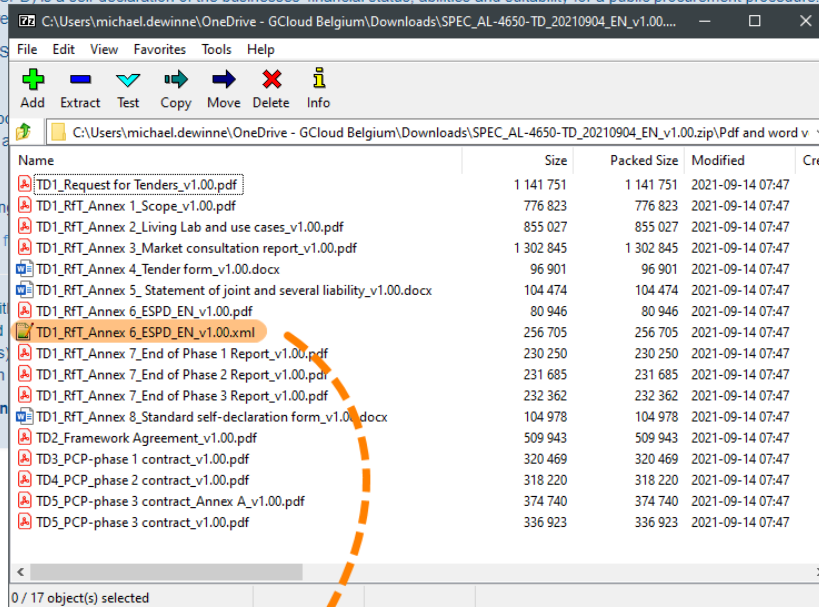 C:\Users\michael.dewinne\OneDrive - GCloud Belgium\Downloads\SPEC_AL-4650-TD_20210904_EN_v1.00....
File Edit View Favorites Tools Help
Add Extract Test Copy Move Delete Info
C:\Users\michael.dewinne\OneDrive - GCloud Belgium\Downloads\SPEC_AL-4650-TD_20210904_EN_v1.00.zip\Pdf and word v
Name Size Packed Size Modified Cre
TD1_Request for Tenders_v1.00.pdf 1 141 751 1 141 751 2021-09-14 07:47
TD1_RfT_Annex 1_Scope_v1.00.pdf 776 823 776 823 2021-09-14 07:47
TD1_RfT_Annex 2_Living Lab and use cases_v1.00.pdf 855 027 855 027 2021-09-14 07:47
TD1_RfT_Annex 3_Market consultation report_v1.00.pdf 1 302 845 1 302 845 2021-09-14 07:47
TD1_RfT_Annex 4_Tender form_v1.00.docx 96 901 96 901 2021-09-14 07:47
TD1_RfT_Annex 5_ Statement of joint and several liability_v1.00.docx 104 474 104 474 2021-09-14 07:47
TD1_RfT_Annex 6_ESPD_EN_v1.00.pdf 80 946 80 946 2021-09-14 07:47
TD1_RfT_Annex 6_ESPD_EN_v1.00.xml 256 705 256 705 2021-09-14 07:47
TD1_RfT_Annex 7_End of Phase 1 Report_v1.00.pdf 230 250 230 250 2021-09-14 07:47
TD1_RfT_Annex 7_End of Phase 2 Report_v1.00.pdf 231 685 231 685 2021-09-14 07:47
TD1_RfT_Annex 7_End of Phase 3 Report_v1.00.pdf 232 362 232 362 2021-09-14 07:47
TD1_RfT_Annex 8_Standard self-declaration form_v1.00.docx 104 978 104 978 2021-09-14 07:47
TD2_Framework Agreement_v1.00.pdf 509 943 509 943 2021-09-14 07:47
TD3_PCP-phase 1 contract_v1.00.pdf 320 469 320 469 2021-09-14 07:47
TD4_PCP_phase 2 contract_v1.00.pdf 318 220 318 220 2021-09-14 07:47
TD5_PCP-phase 3 contract_Annex A_v1.00.pdf 374 740 374 740 2021-09-14 07:47
TD5_PCP-phase 3 contract_v1.00.pdf 336 923 336 923 2021-09-14 07:47
0 / 17 object(s) selected